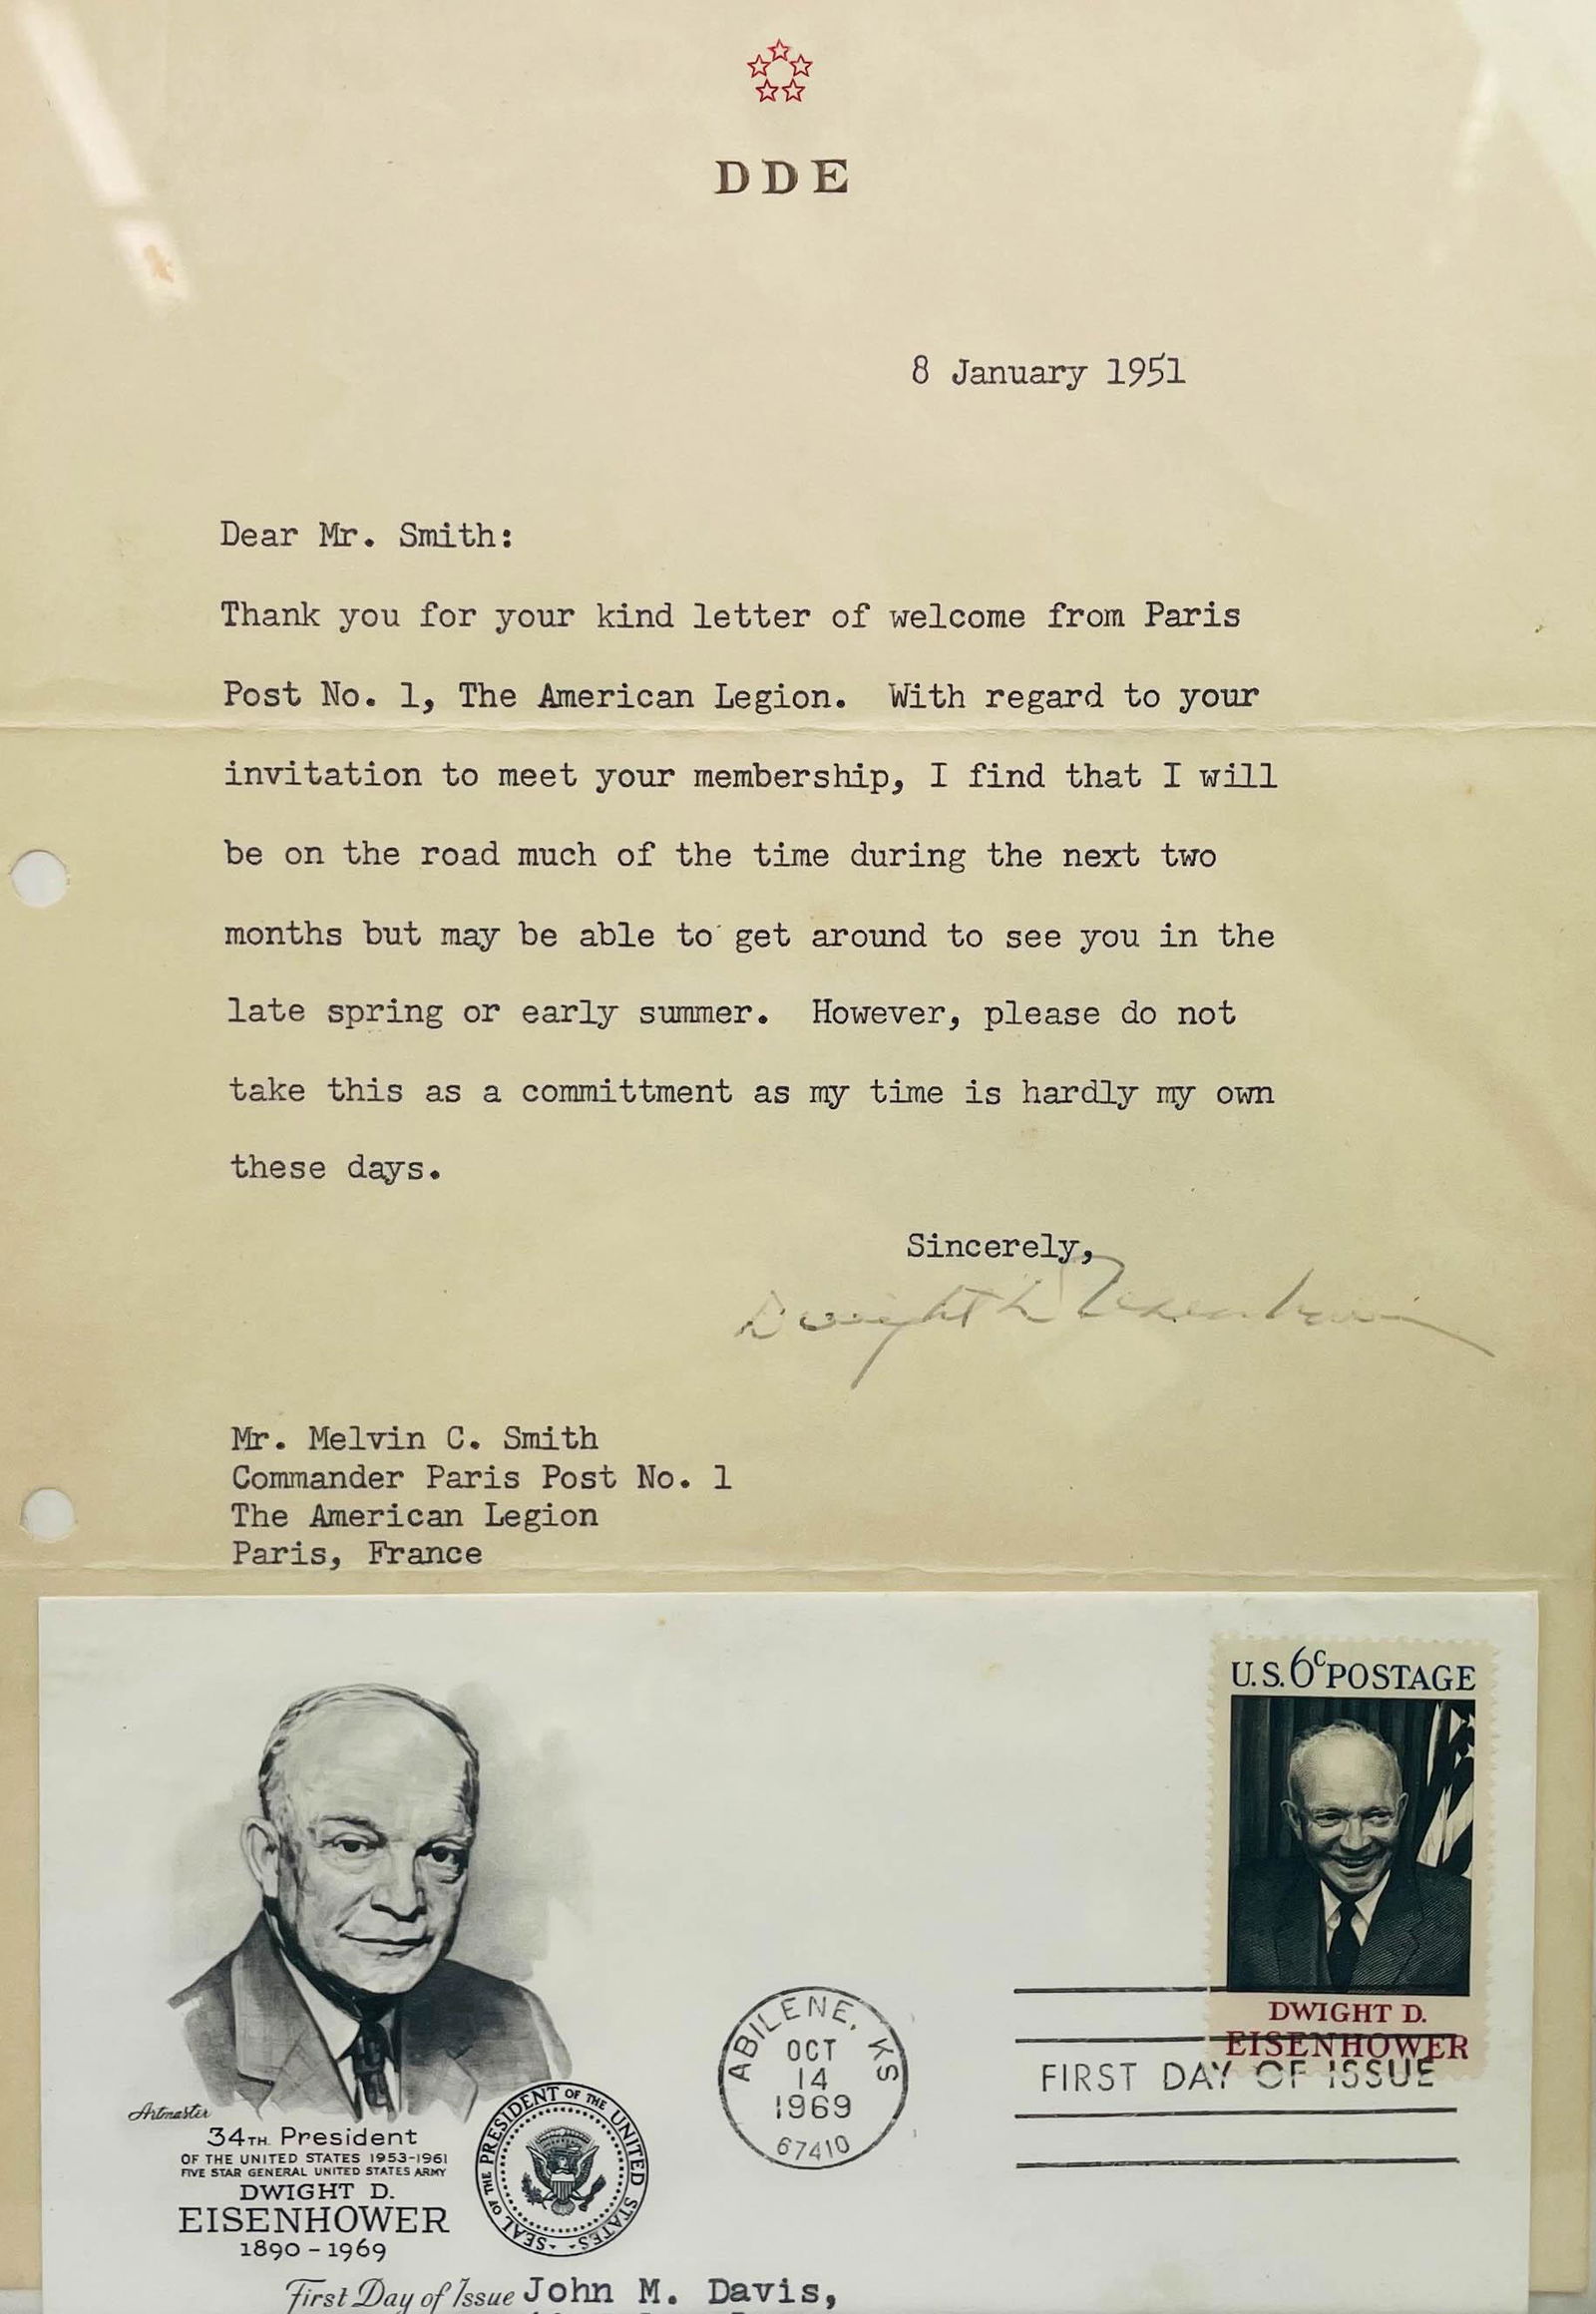 DDE
8 January 1951
Dear Mr. Smith:
Thank you for your kind letter of welcome from Paris
Post No. 1, The American Legion.  With regard to your
invitation to meet your membership, I find that I will
be on the road much of the time during the next two
months but may be able to get around to see you in the
late spring or early summer.  However, please do not
take this as a committment as my time is hardly my own
these days.
Sincerely,
Dwight D Eisenhower
Mr. Melvin C. Smith
Commander Paris Post No. 1
The American Legion
Paris, France
U.S. 6c POSTAGE
DWIGHT D.
EISENHOWER
ABILENE, KS
OCT
14
1969
67410
FIRST DAY OF ISSUE
Artmaster
34TH. President
OF THE UNITED STATES 1953-1961
FIVE STAR GENERAL UNITED STATES ARMY
DWIGHT D.
EISENHOWER
1890 - 1969
SEAL OF THE PRESIDENT OF THE UNITED STATES
First Day of Issue John M. Davis,